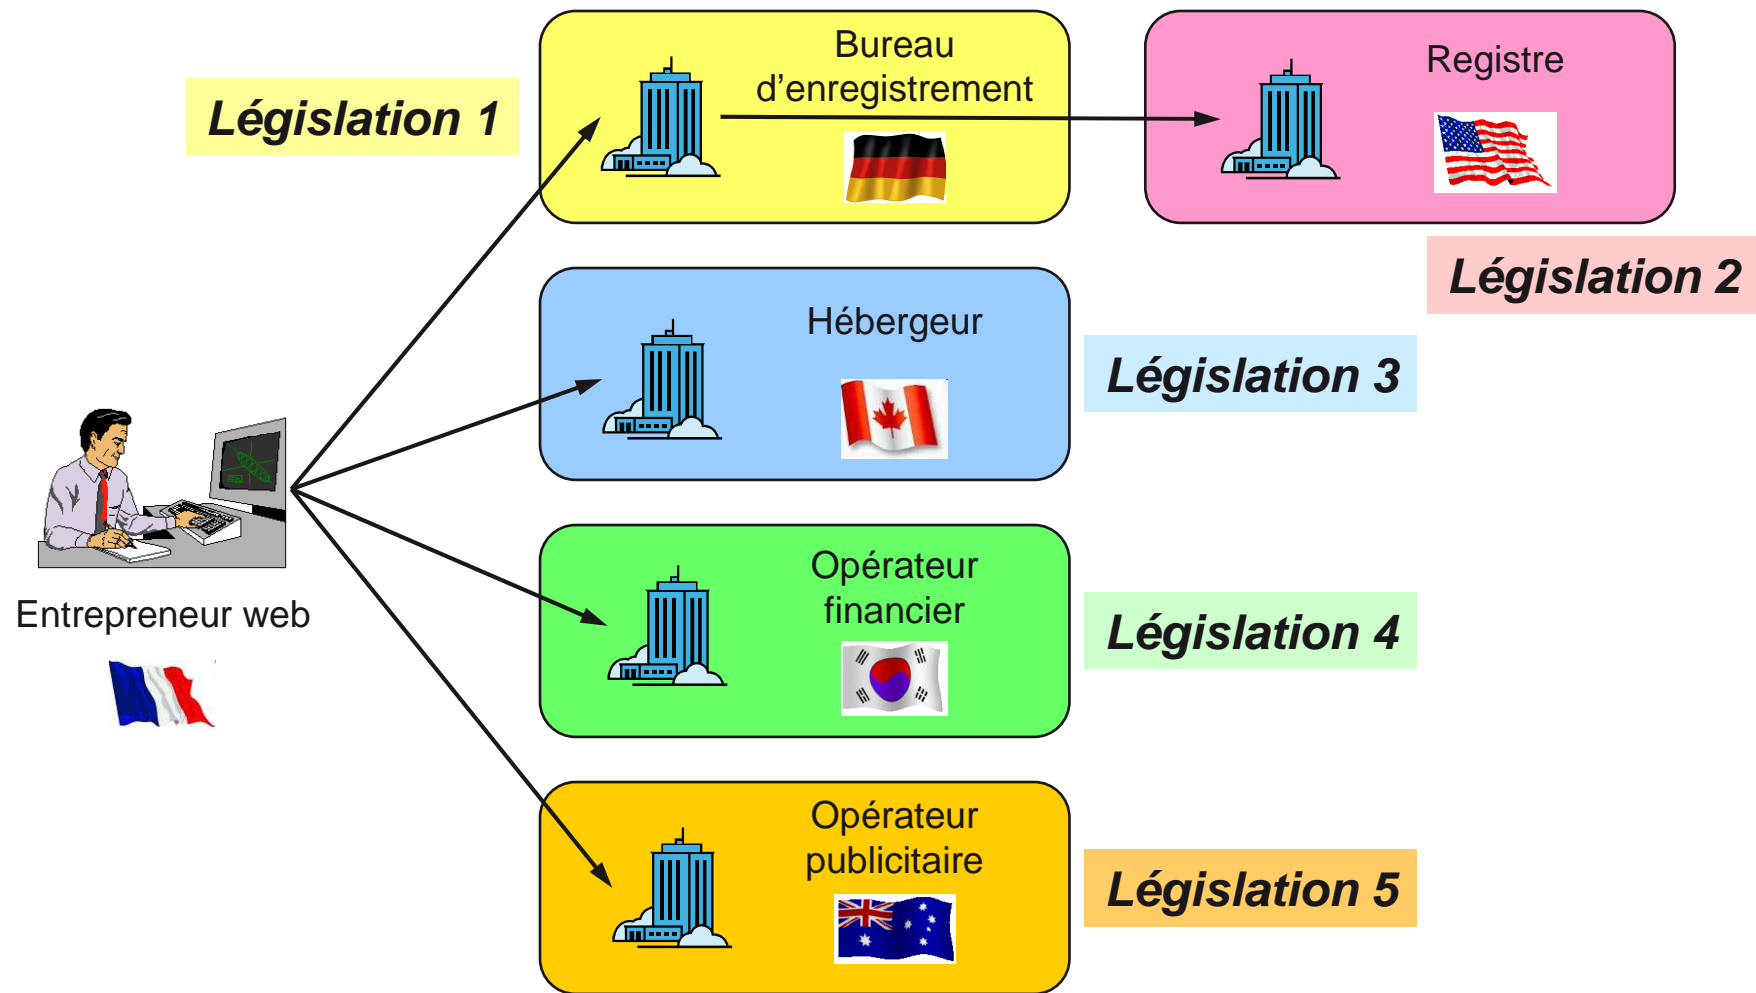 Législation 1
Bureau
d'enregistrement
Registre
Législation 2
Hébergeur
Législation 3
Entrepreneur web
Opérateur
financier
Législation 4
Opérateur
publicitaire
Législation 5